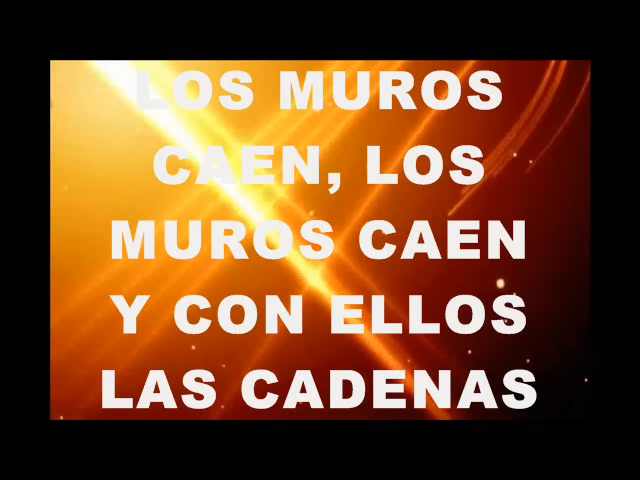 LOS MUROS
CAEN, LOS
MUROS CAEN
Y CON ELLOS
LAS CADENAS